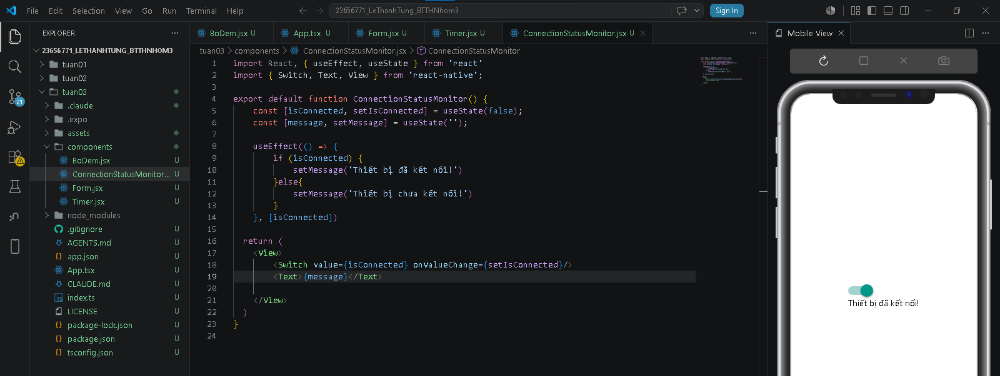 File Edit Selection View Go Run Terminal Help
23656771_LeThanhTung_BTTHNhom3
Sign In
EXPLORER
23656771_LETHANHTUNG_BTTHNHOM3
tuan01
tuan02
tuan03
.claude
.expo
assets
components
BoDem.jsx U
ConnectionStatusMonitor... U
Form.jsx U
Timer.jsx U
node_modules
.gitignore U
AGENTS.md U
app.json U
App.tsx U
CLAUDE.md U
index.ts U
LICENSE U
package-lock.json U
package.json U
tsconfig.json U
21
BoDem.jsx U App.tsx U Form.jsx U Timer.jsx U ConnectionStatusMonitor.jsx U
tuan03 > components > ConnectionStatusMonitor.jsx > ConnectionStatusMonitor
1 import React, { useEffect, useState } from 'react'
2 import { Switch, Text, View } from 'react-native';
3
4 export default function ConnectionStatusMonitor() {
5 const [isConnected, setIsConnected] = useState(false);
6 const [message, setMessage] = useState('');
7
8 useEffect(() => {
9 if (isConnected) {
10 setMessage('Thiết bị đã kết nối!')
11 }else{
12 setMessage('Thiết bị chưa kết nối!')
13 }
14 }, [isConnected])
15
16 return (
17 <View>
18 <Switch value={isConnected} onValueChange={setIsConnected}/>
19 <Text>{message}</Text>
20
21 </View>
22 )
23 }
24
Mobile View
Thiết bị đã kết nối!